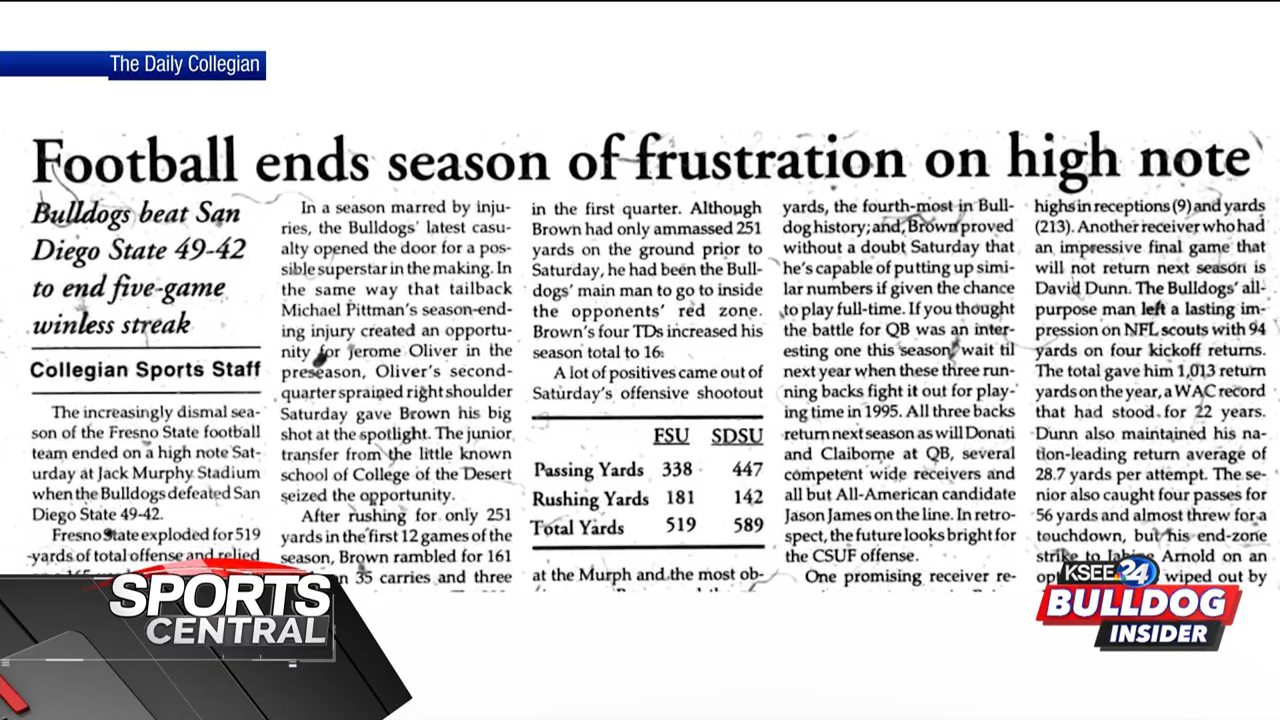 The Daily Collegian
Football ends season of frustration on high note
Bulldogs beat San
Diego State 49-42
to end five-game
winless streak
Collegian Sports Staff
The increasingly dismal sea-
son of the Fresno State football
team ended on a high note Sat-
urday at Jack Murphy Stadium
when the Bulldogs defeated San
Diego State 49-42.
Fresno State exploded for 519
yards of total offense and relied
In a season marred by inju-
ries, the Bulldogs' latest casu-
alty opened the door for a pos-
sible superstar in the making. In
the same way that tailback
Michael Pittman's season-end-
ing injury created an opportu-
nity for Jerome Oliver in the
preseason, Oliver's second-
quarter sprained right shoulder
Saturday gave Brown his big
shot at the spotlight. The junior
transfer from the little known
school of College of the Desert
seized the opportunity.
After rushing for only 251
yards in the first 12 games of the
season, Brown rambled for 161
35 carries and three
in the first quarter. Although
Brown had only ammassed 251
yards on the ground prior to
Saturday, he had been the Bull-
dogs' main man to go to inside
the opponents' red zone.
Brown's four TDs increased his
season total to 16.
A lot of positives came out of
Saturday's offensive shootout
FSU SDSU
Passing Yards 338 447
Rushing Yards 181 142
Total Yards 519 589
at the Murph and the most ob-
yards, the fourth-most in Bull-
dog history; and, Brown proved
without a doubt Saturday that
he's capable of putting up simi-
lar numbers if given the chance
to play full-time. If you thought
the battle for QB was an inter-
esting one this season, wait til
next year when these three run-
ning backs fight it out for play-
ing time in 1995. All three backs
return next season as will Donati
and Claiborne at QB, several
competent wide receivers and
all but All-American candidate
Jason James on the line. In retro-
spect, the future looks bright for
the CSUF offense.
One promising receiver re-
highs in receptions (9) and yards
(213). Another receiver who had
an impressive final game that
will not return next season is
David Dunn. The Bulldogs' all-
purpose man left a lasting im-
pression on NFL scouts with 94
yards on four kickoff returns.
The total gave him 1,013 return
yards on the year, a WAC record
that had stood for 22 years.
Dunn also maintained his na-
tion-leading return average of
28.7 yards per attempt. The se-
nior also caught four passes for
56 yards and almost threw for a
touchdown, but his end-zone
strike to Arnold on an
wiped out by
SPORTS
CENTRAL
KSEE 24
BULLDOG
INSIDER